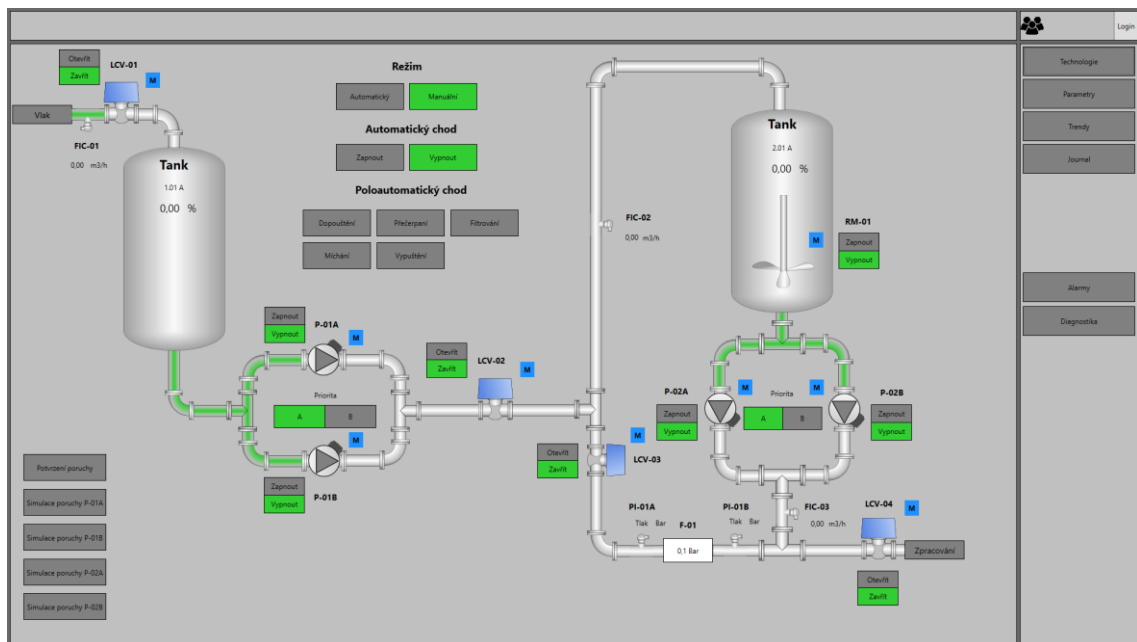 Login
Otevřít
Zavřít
LCV-01
M
Vlak
FIC-01
0,00 m3/h
Tank
1.01 A
0,00 %
Režim
Automatický
Manuální
Automatický chod
Zapnout
Vypnout
Poloautomatický chod
Dopouštění
Přečerpaní
Filtrování
Míchání
Vypuštění
FIC-02
0,00 m3/h
Tank
2.01 A
0,00 %
M
RM-01
Zapnout
Vypnout
Technologie
Parametry
Trendy
Journal
Alarmy
Diagnostika
Zapnout
Vypnout
P-01A
M
Priorita
A
B
M
Zapnout
Vypnout
P-01B
Otevřít
Zavřít
LCV-02
M
Otevřít
Zavřít
M
LCV-03
P-02A
Zapnout
Vypnout
M
Priorita
A
B
M
P-02B
Zapnout
Vypnout
PI-01A
Tlak Bar
F-01
0,1 Bar
PI-01B
Tlak Bar
FIC-03
0,00 m3/h
LCV-04
M
Zpracování
Otevřít
Zavřít
Potvrzení poruchy
Simulace poruchy P-01A
Simulace poruchy P-01B
Simulace poruchy P-02A
Simulace poruchy P-02B